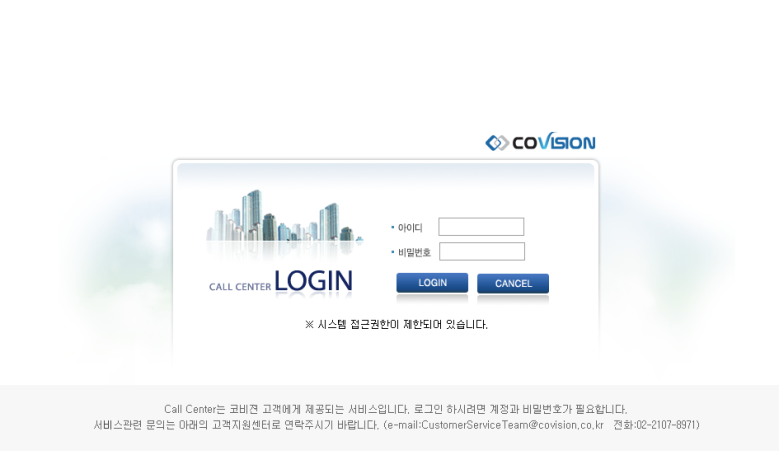 COVISION
아이디
비밀번호
CALL CENTER LOGIN
LOGIN CANCEL
※ 시스템 접근권한이 제한되며 있습니다.
Call Center는 코비젼 고객에게 제공되는 서비스입니다. 로그인 하시려면 계정과 비밀번호가 필요합니다.
서비스관련 문의는 아래의 고객지원센터로 연락주시기 바랍니다. (e-mail:CustomerServiceTeam@covision.co.kr 전화:02-2107-8971)